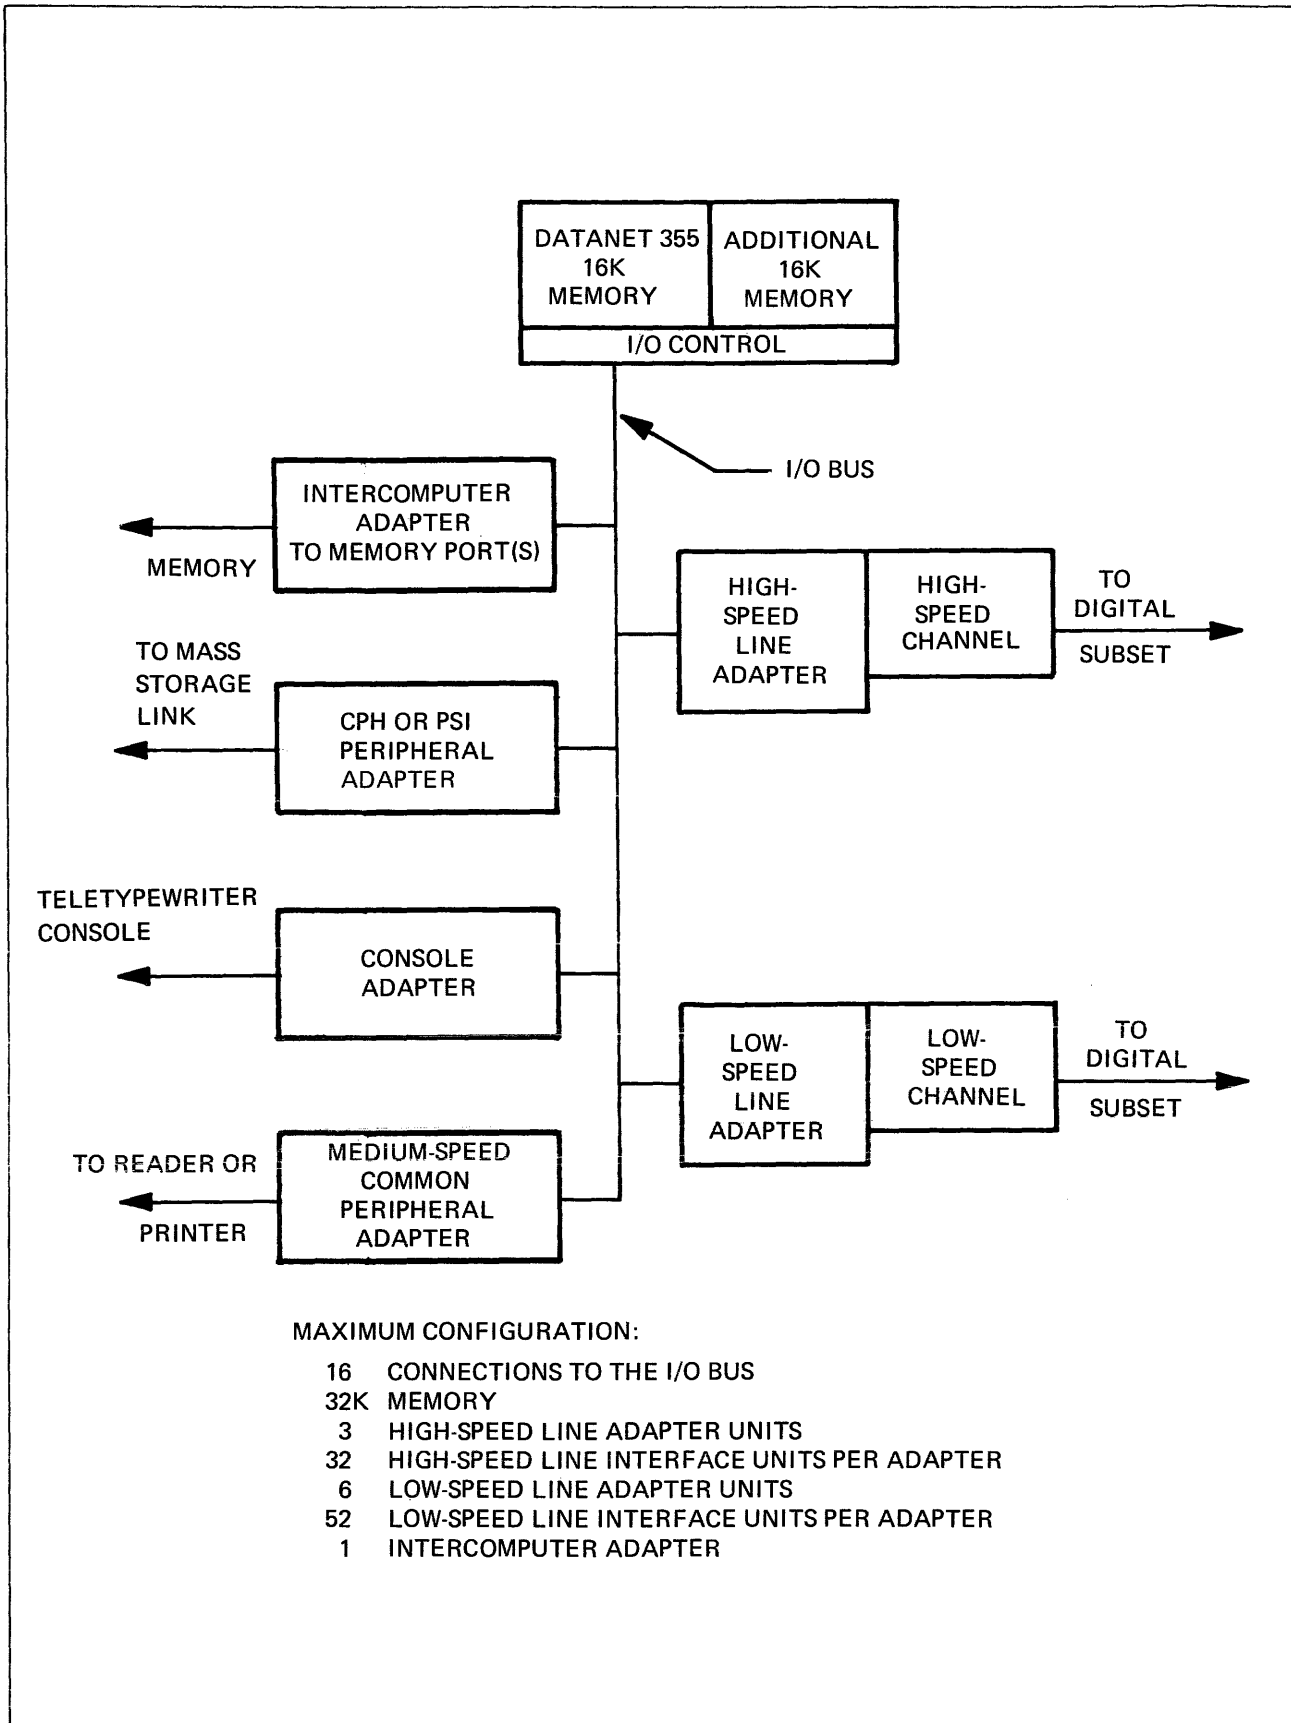 DATANET 355
16K
MEMORY
ADDITIONAL
16K
MEMORY
I/O CONTROL
I/O BUS
INTERCOMPUTER
ADAPTER
TO MEMORY PORT(S)
MEMORY
HIGH-
SPEED
LINE
ADAPTER
HIGH-
SPEED
CHANNEL
TO
DIGITAL
SUBSET
TO MASS
STORAGE
LINK
CPH OR PSI
PERIPHERAL
ADAPTER
TELETYPEWRITER
CONSOLE
CONSOLE
ADAPTER
LOW-
SPEED
LINE
ADAPTER
LOW-
SPEED
CHANNEL
TO
DIGITAL
SUBSET
TO READER OR
PRINTER
MEDIUM-SPEED
COMMON
PERIPHERAL
ADAPTER
MAXIMUM CONFIGURATION:
16 CONNECTIONS TO THE I/O BUS
32K MEMORY
3 HIGH-SPEED LINE ADAPTER UNITS
32 HIGH-SPEED LINE INTERFACE UNITS PER ADAPTER
6 LOW-SPEED LINE ADAPTER UNITS
52 LOW-SPEED LINE INTERFACE UNITS PER ADAPTER
1 INTERCOMPUTER ADAPTER